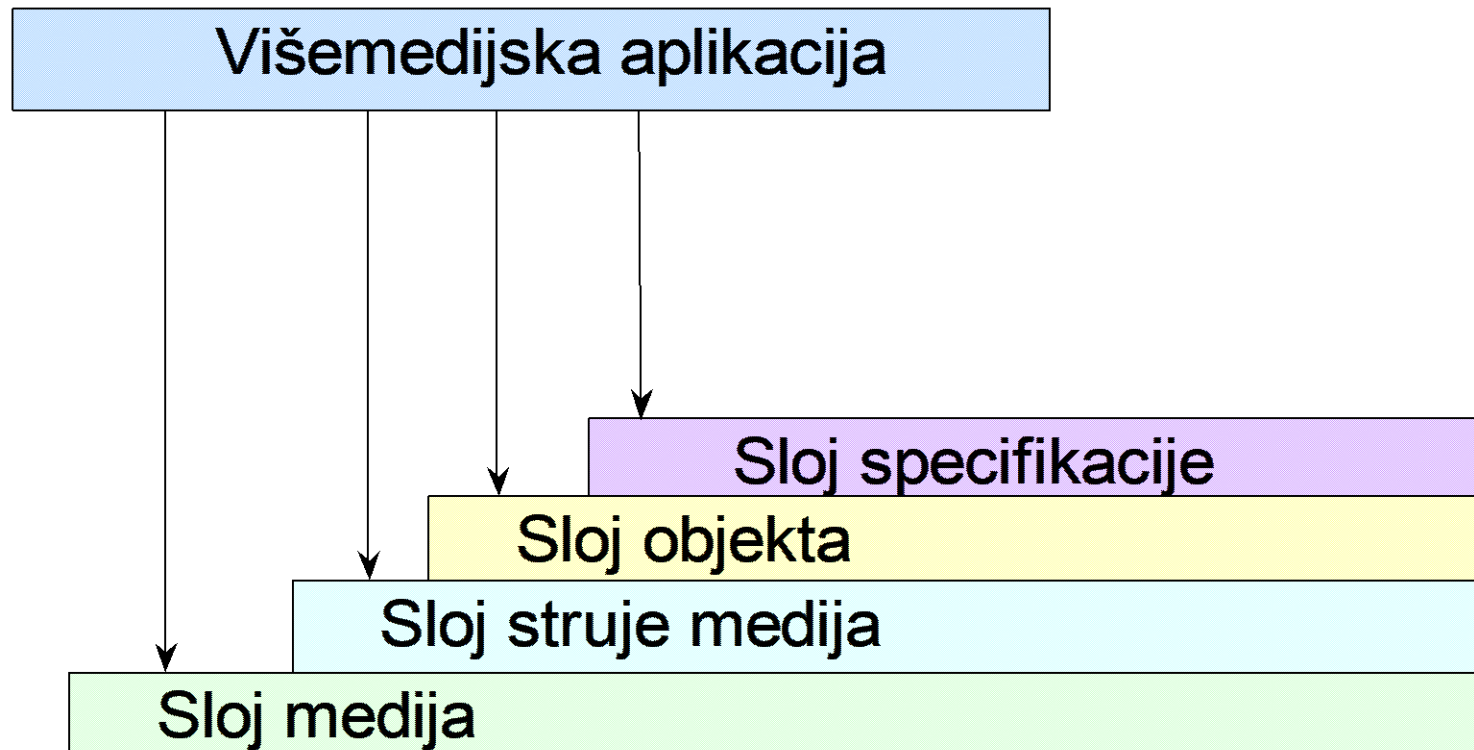 Višemedijska aplikacija
Sloj specifikacije
Sloj objekta
Sloj struje medija
Sloj medija